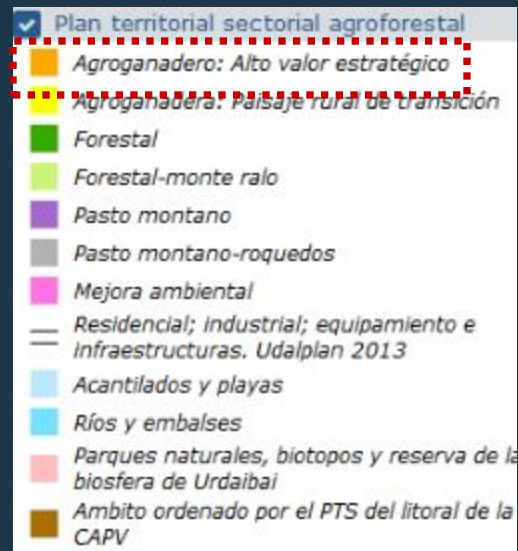 Plan territorial sectorial agroforestal
Agroganadero: Alto valor estratégico
Agroganadera: Paisaje rural de transición
Forestal
Forestal-monte ralo
Pasto montano
Pasto montano-roquedos
Mejora ambiental
Residencial; industrial; equipamiento e
infraestructuras. Udalplan 2013
Acantilados y playas
Ríos y embalses
Parques naturales, biotopos y reserva de la
biosfera de Urdaibai
Ambito ordenado por el PTS del litoral de la
CAPV